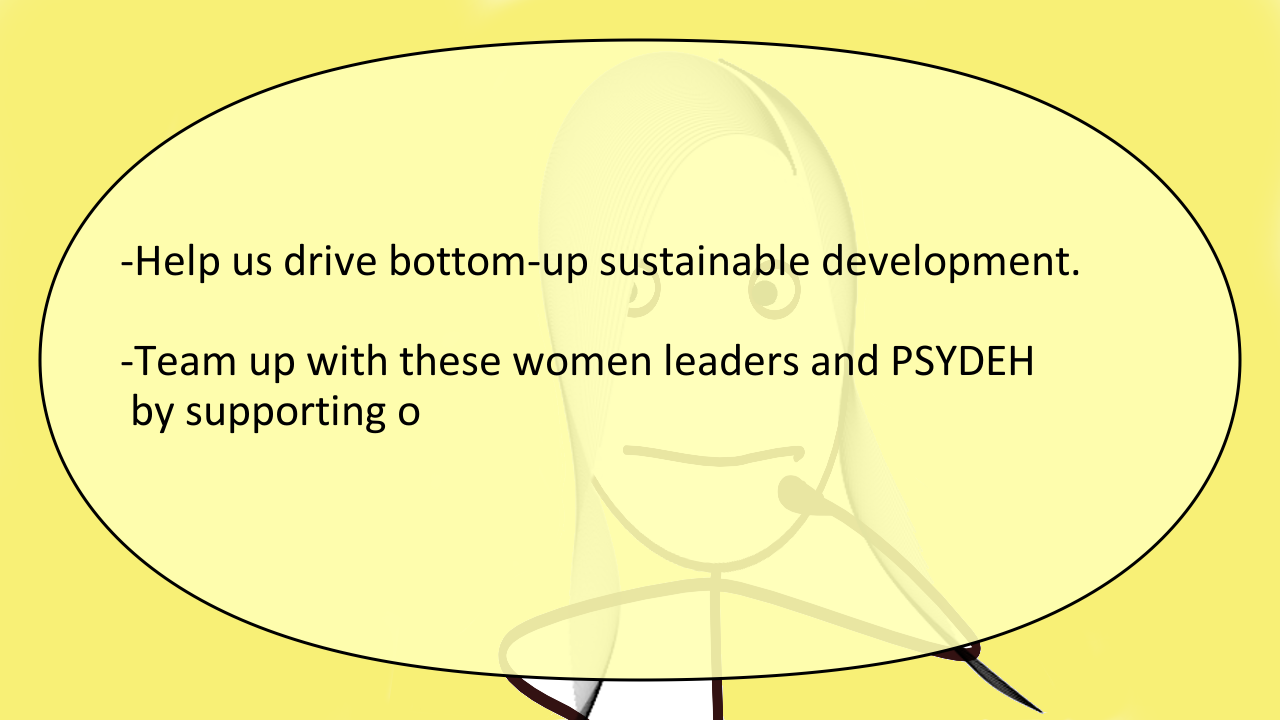 -Help us drive bottom-up sustainable development.
-Team up with these women leaders and PSYDEH
by supporting o